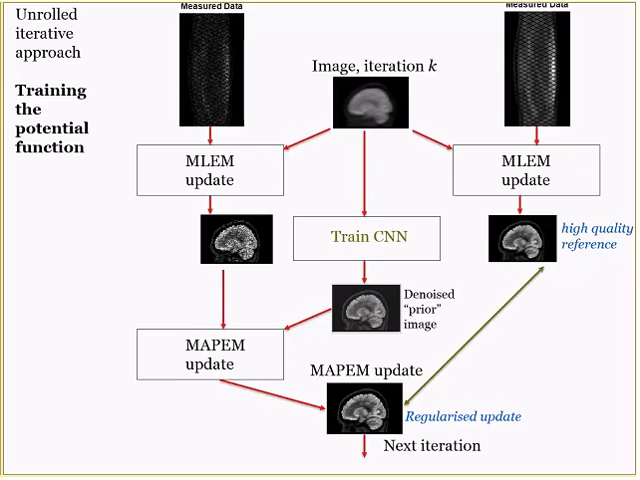 Measured Data
Measured Data
Unrolled
iterative
approach
Training
the
potential
function
Image, iteration k
MLEM
update
MLEM
update
Train CNN
high quality
reference
Denoised
"prior"
image
MAPEM
update
MAPEM update
Regularised update
Next iteration